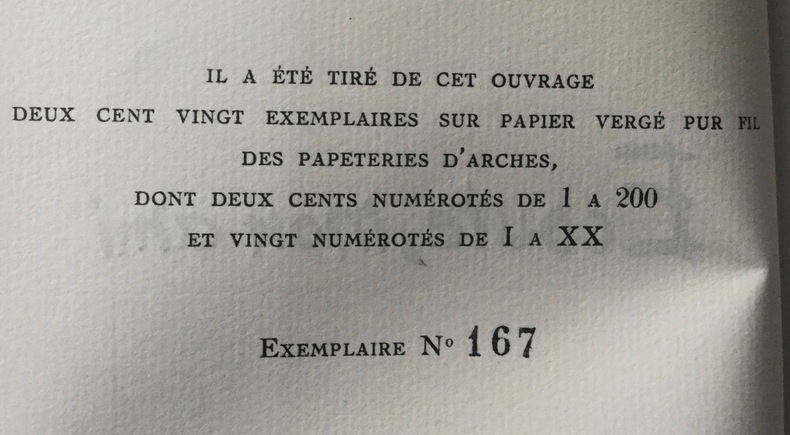 IL A ÉTÉ TIRÉ DE CET OUVRAGE
DEUX CENT VINGT EXEMPLAIRES SUR PAPIER VERGÉ PUR FIL
DES PAPETERIES D'ARCHES,
DONT DEUX CENTS NUMÉROTÉS DE 1 A 200
ET VINGT NUMÉROTÉS DE I A XX
EXEMPLAIRE Nº 167